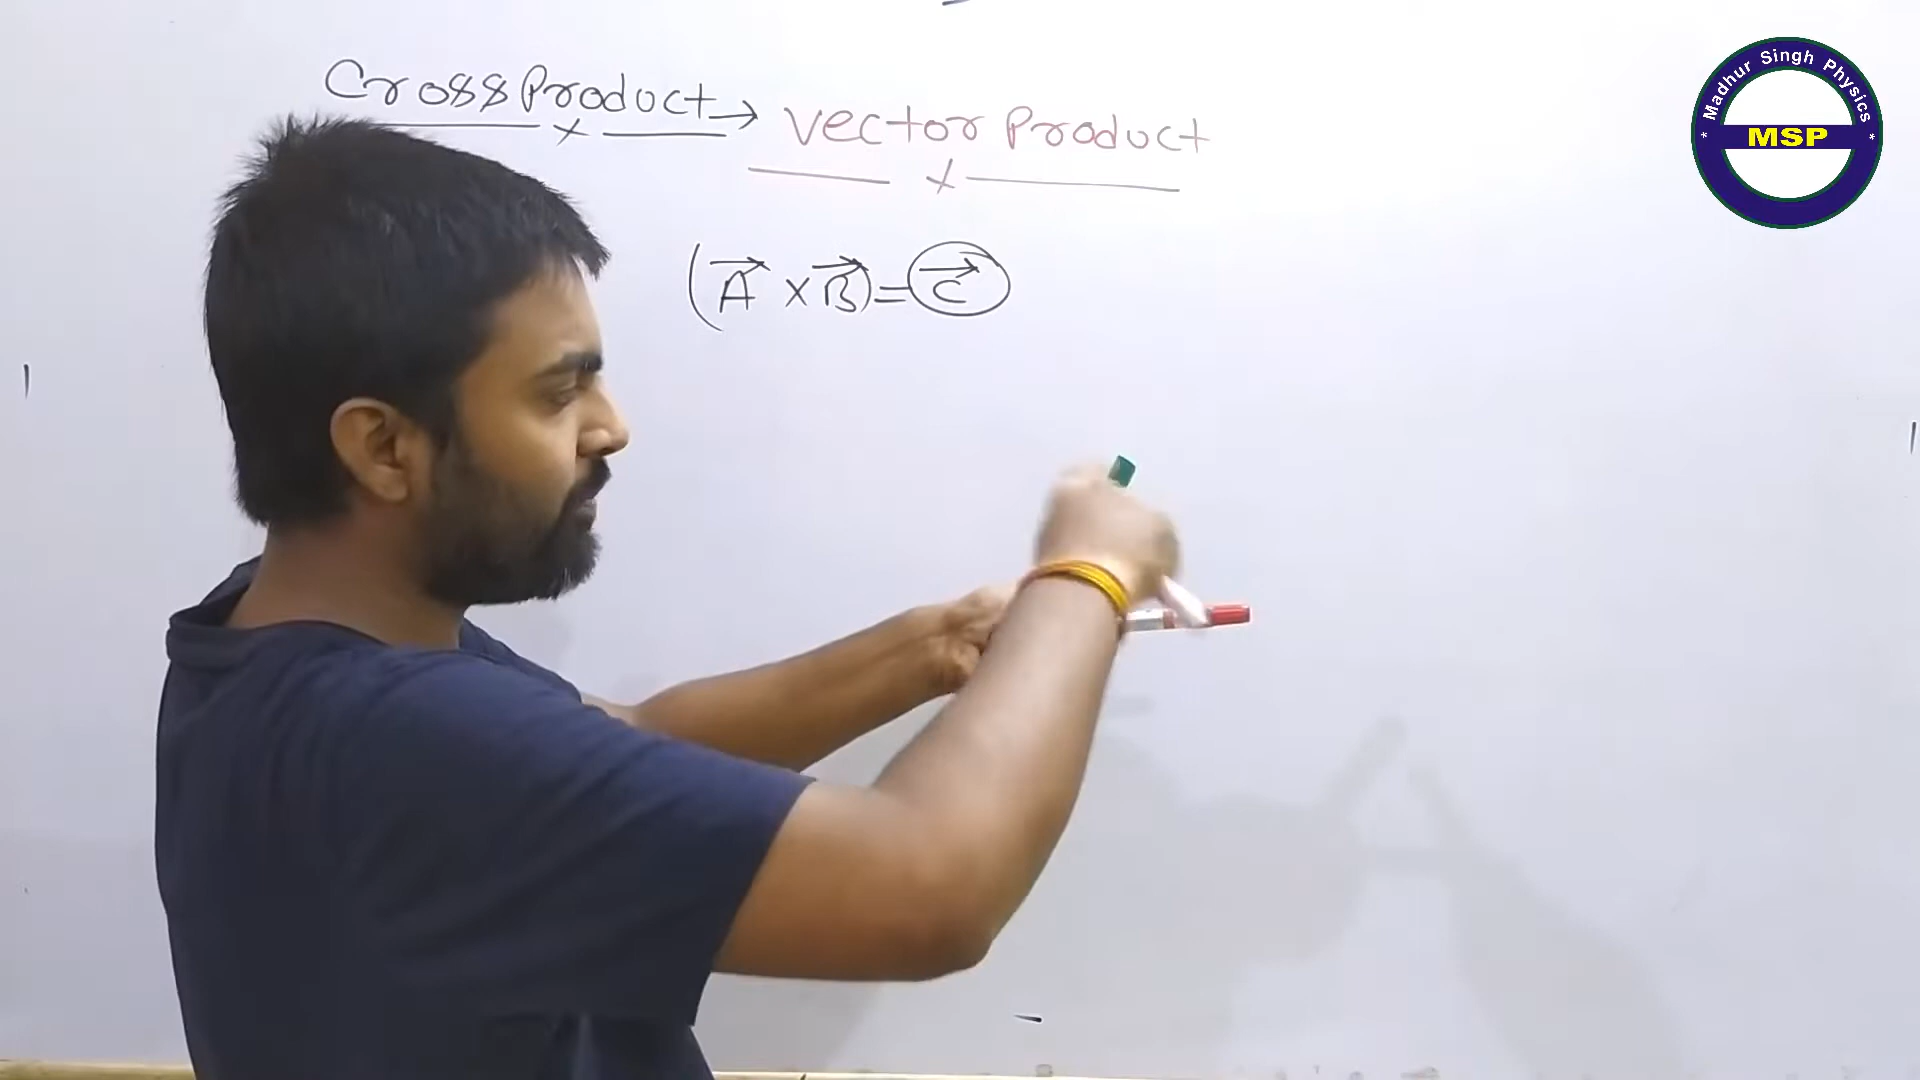 Cross Product → Vector Product
(A⃗ × B⃗) = C⃗
* Madhur Singh Physics *
MSP